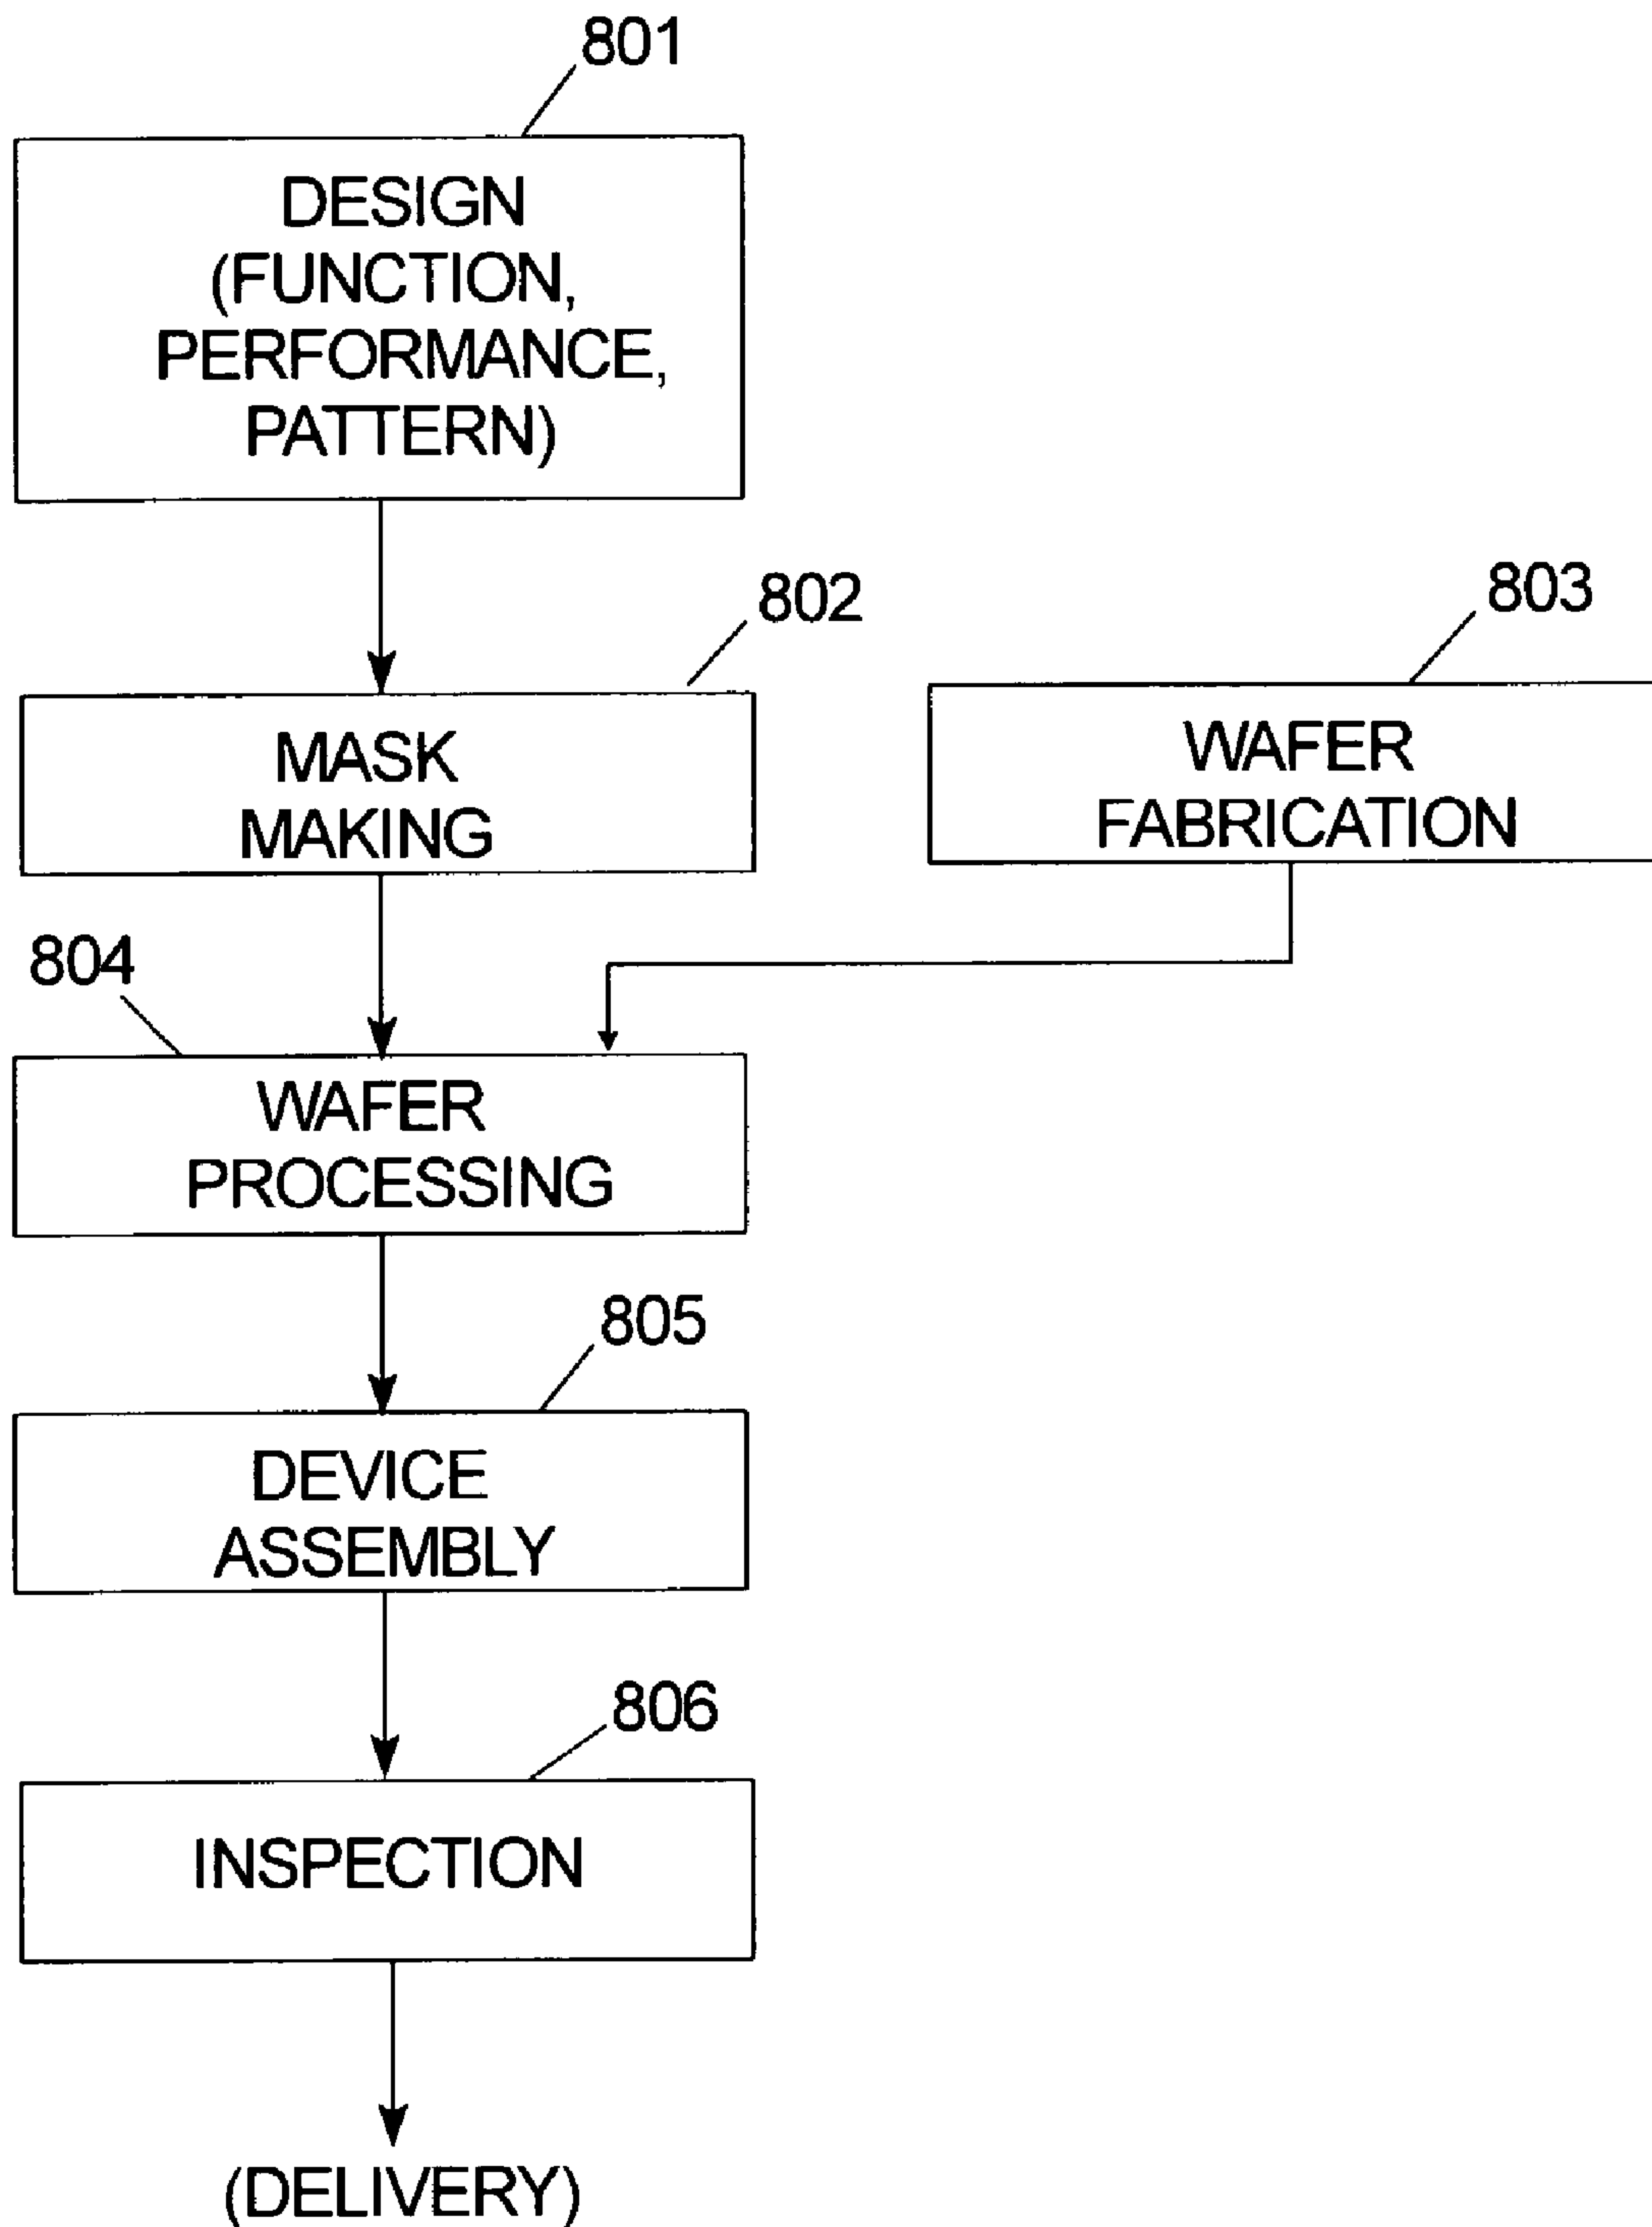 801
DESIGN
(FUNCTION,
PERFORMANCE,
PATTERN)
802
MASK
MAKING
803
WAFER
FABRICATION
804
WAFER
PROCESSING
805
DEVICE
ASSEMBLY
806
INSPECTION
(DELIVERY)